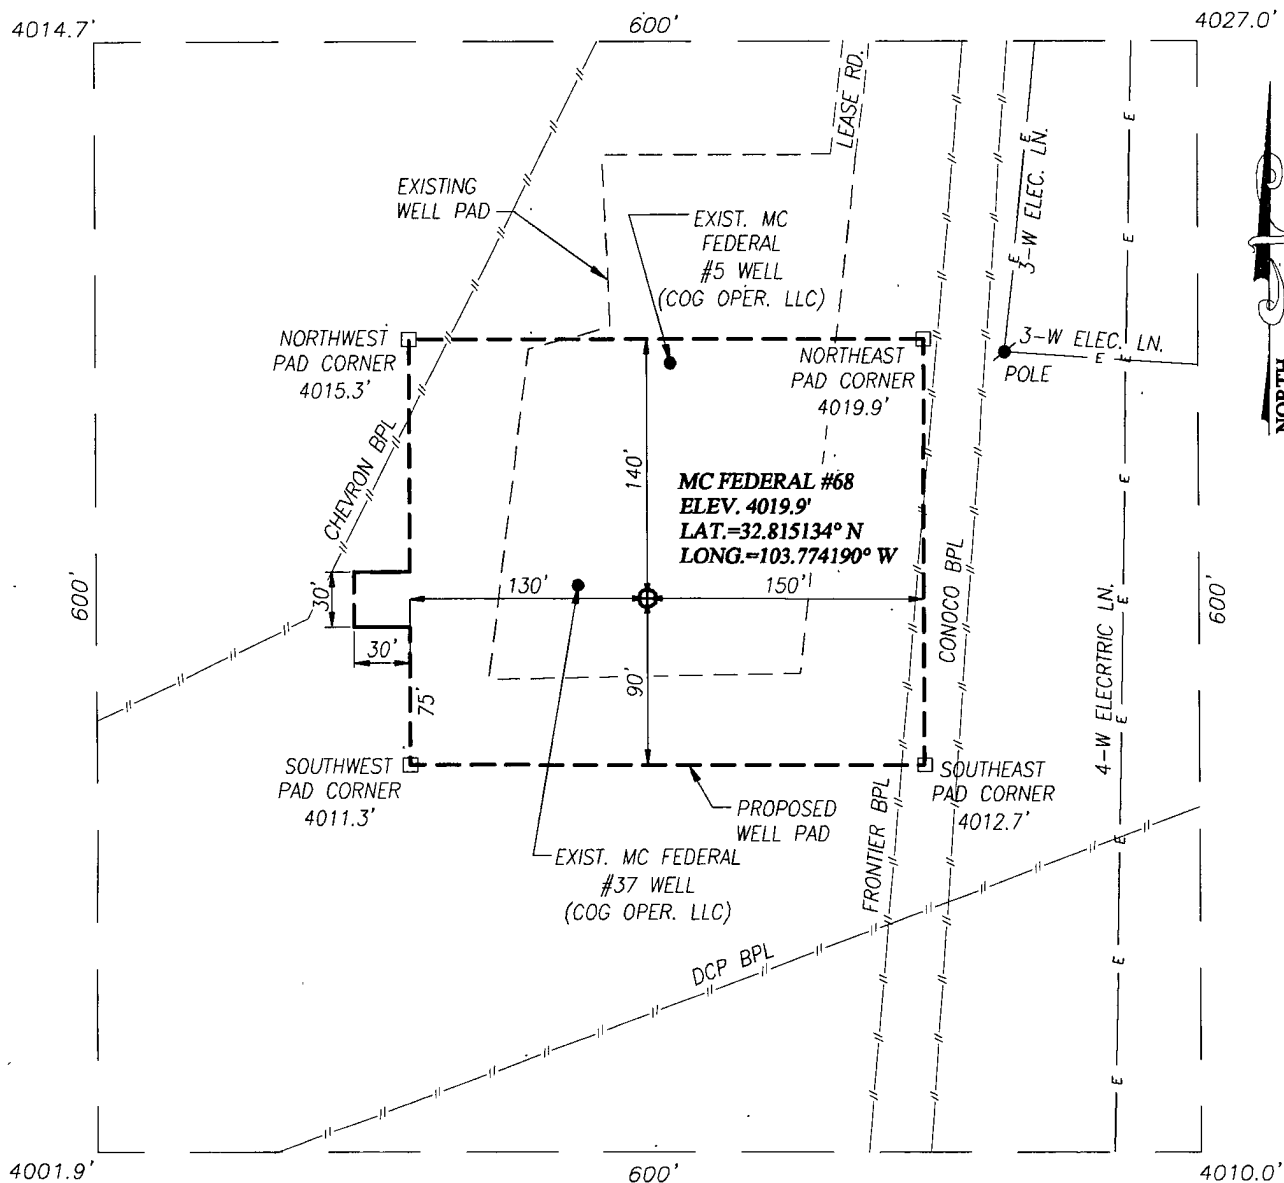 4014.7'
600'
4027.0'
LEASE RD.
3-W ELEC. LN.
EXISTING
WELL PAD
EXIST. MC
FEDERAL
#5 WELL
(COG OPER. LLC)
NORTHWEST
PAD CORNER
4015.3'
NORTHEAST
PAD CORNER
4019.9'
3-W ELEC. LN.
POLE
NORTH
CHEVRON BPL
140'
MC FEDERAL #68
ELEV. 4019.9'
LAT.=32.815134° N
LONG.=103.774190° W
600'
30'
130'
150'
CONOCO BPL
600'
30'
75'
90'
4-W ELECRTRIC LN.
E
E
E
E
E
E
E
E
E
E
E
E
SOUTHWEST
PAD CORNER
4011.3'
SOUTHEAST
PAD CORNER
4012.7'
PROPOSED
WELL PAD
FRONTIER BPL
EXIST. MC FEDERAL
#37 WELL
(COG OPER. LLC)
DCP BPL
4001.9'
600'
4010.0'